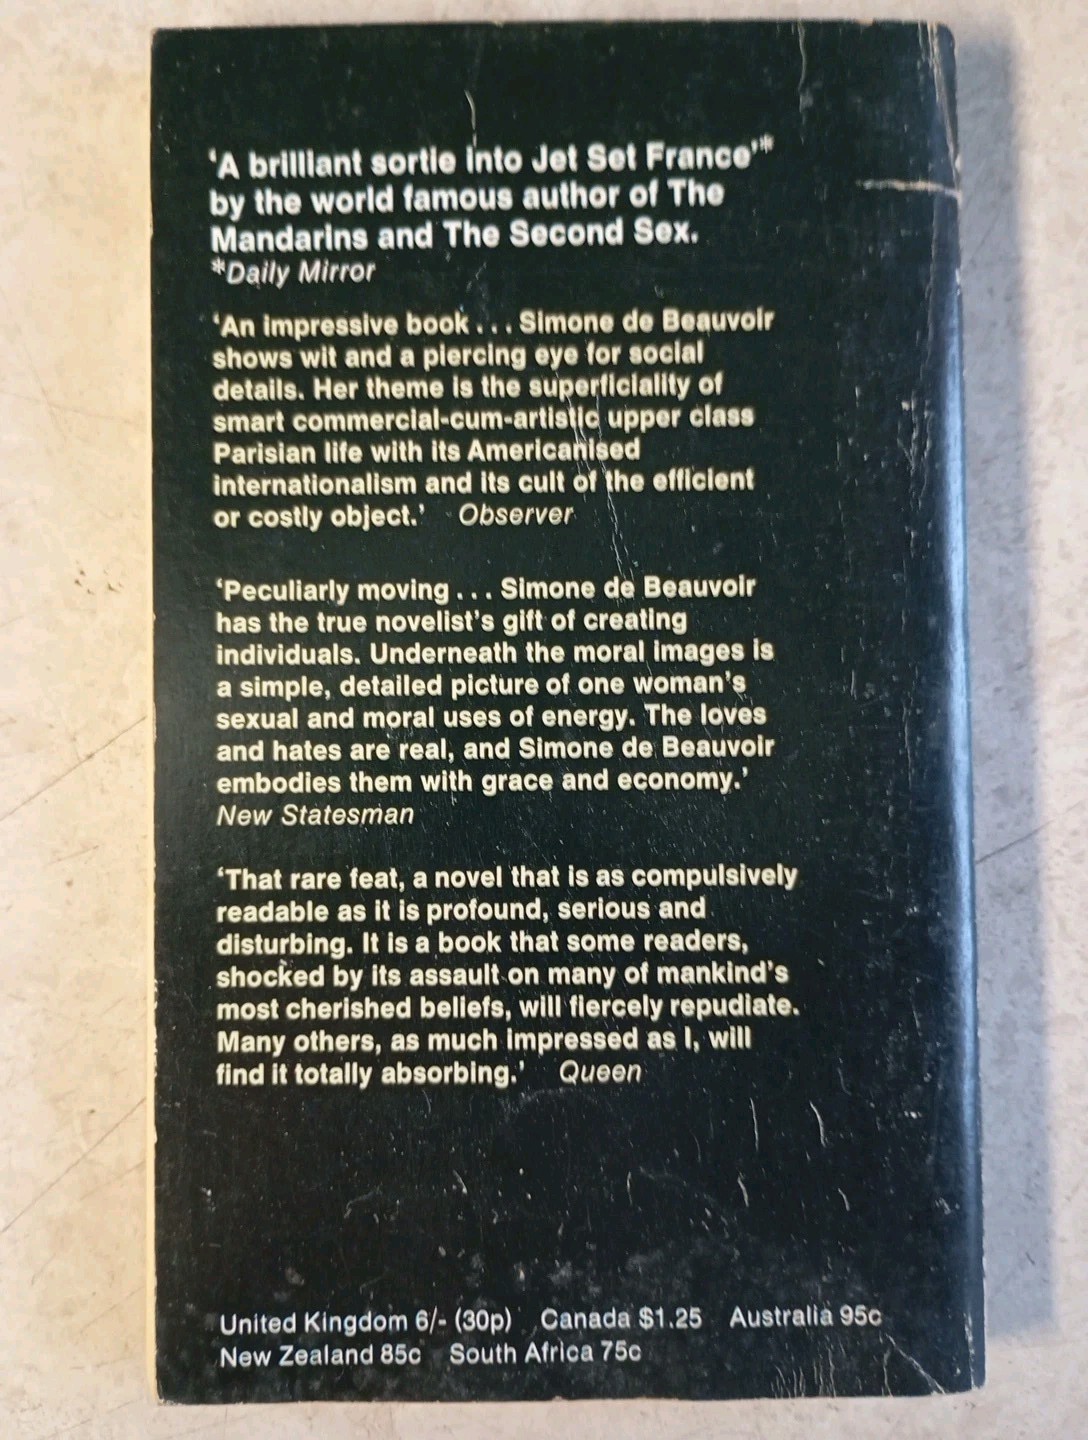 ‘A brilliant sortie into Jet Set France’*
by the world famous author of The
Mandarins and The Second Sex.
*Daily Mirror
‘An impressive book . . . Simone de Beauvoir
shows wit and a piercing eye for social
details. Her theme is the superficiality of
smart commercial-cum-artistic upper class
Parisian life with its Americanised
internationalism and its cult of the efficient
or costly object.’ Observer
‘Peculiarly moving . . . Simone de Beauvoir
has the true novelist’s gift of creating
individuals. Underneath the moral images is
a simple, detailed picture of one woman’s
sexual and moral uses of energy. The loves
and hates are real, and Simone de Beauvoir
embodies them with grace and economy.’
New Statesman
‘That rare feat, a novel that is as compulsively
readable as it is profound, serious and
disturbing. It is a book that some readers,
shocked by its assault on many of mankind’s
most cherished beliefs, will fiercely repudiate.
Many others, as much impressed as I, will
find it totally absorbing.’ Queen
United Kingdom 6/- (30p) Canada $1.25 Australia 95c
New Zealand 85c South Africa 75c